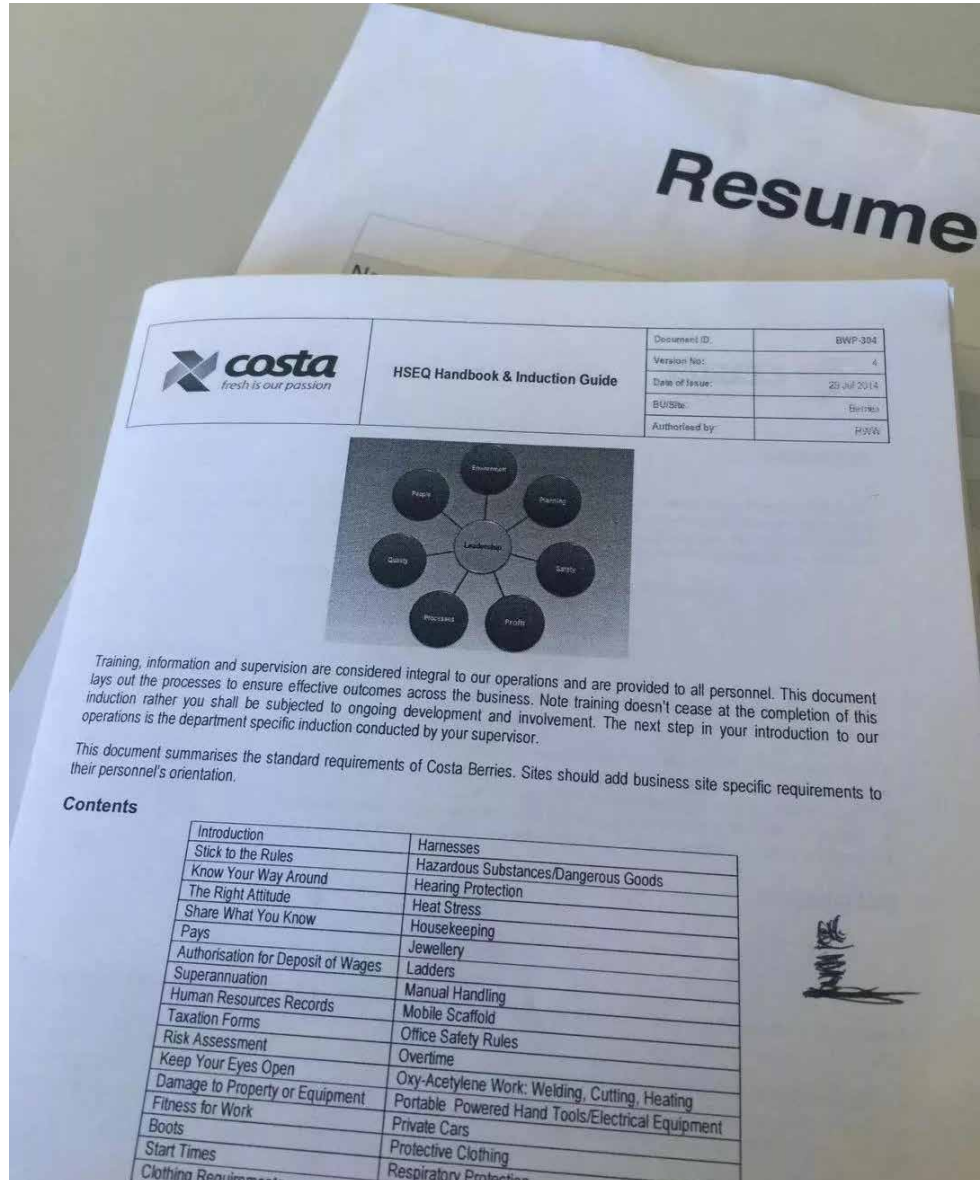 Resume
costa
fresh is our passion
HSEQ Handbook & Induction Guide
Document ID: BWP-304
Version No: 4
Date of Issue: 2014
BU/Site: Berries
Authorised by:
Environment
People
Planning
Leadership
Quality
Safety
Processes
Profit
Training, information and supervision are considered integral to our operations and are provided to all personnel. This document
lays out the processes to ensure effective outcomes across the business. Note training doesn't cease at the completion of this
induction rather you shall be subjected to ongoing development and involvement. The next step in your introduction to our
operations is the department specific induction conducted by your supervisor.
This document summarises the standard requirements of Costa Berries. Sites should add business site specific requirements to
their personnel's orientation.
Contents
Introduction Harnesses
Stick to the Rules Hazardous Substances/Dangerous Goods
Know Your Way Around Hearing Protection
The Right Attitude Heat Stress
Share What You Know Housekeeping
Pays Jewellery
Authorisation for Deposit of Wages Ladders
Superannuation Manual Handling
Human Resources Records Mobile Scaffold
Taxation Forms Office Safety Rules
Risk Assessment Overtime
Keep Your Eyes Open Oxy-Acetylene Work: Welding, Cutting, Heating
Damage to Property or Equipment Portable Powered Hand Tools/Electrical Equipment
Fitness for Work Private Cars
Boots Protective Clothing
Start Times Respiratory Protection
Clothing